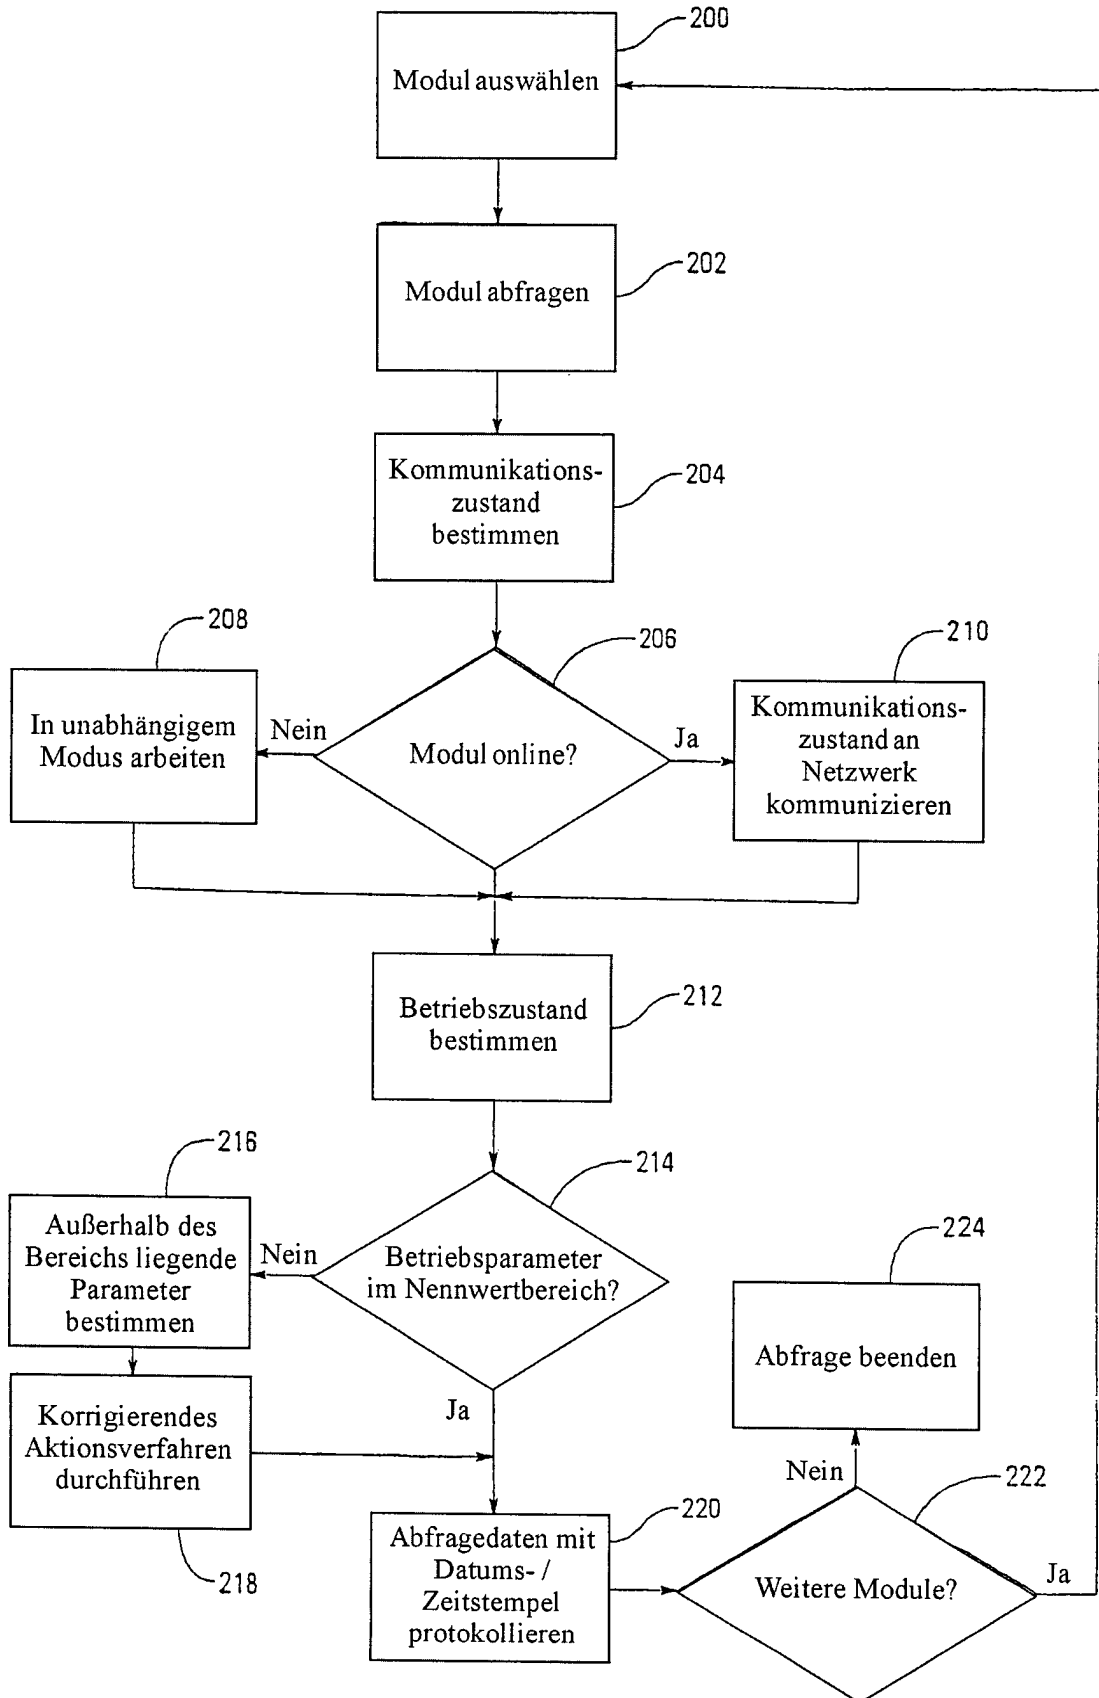 200
Modul auswählen
202
Modul abfragen
Kommunikations-
zustand
bestimmen
204
208
206
210
In unabhängigem
Modus arbeiten
Nein
Modul online?
Ja
Kommunikations-
zustand an
Netzwerk
kommunizieren
Betriebszustand
bestimmen
212
216
214
Außerhalb des
Bereichs liegende
Parameter
bestimmen
Nein
Betriebsparameter
im Nennwertbereich?
224
Abfrage beenden
Ja
Korrigierendes
Aktionsverfahren
durchführen
218
Nein
222
220
Abfragedaten mit
Datums- /
Zeitstempel
protokollieren
Weitere Module?
Ja